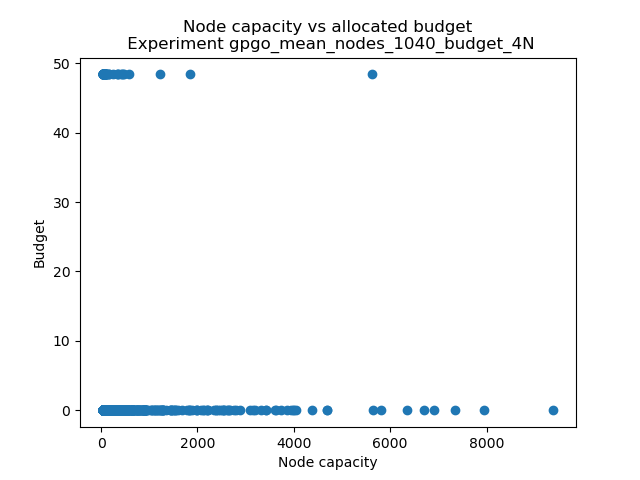 Node capacity vs allocated budget
Experiment gpgo_mean_nodes_1040_budget_4N
50
40
30
20
10
0
Budget
0 2000 4000 6000 8000
Node capacity